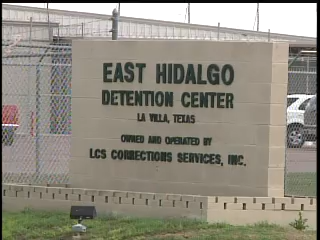 EAST HIDALGO
DETENTION CENTER
LA VILLA, TEXAS
OWNED AND OPERATED BY
LCS CORRECTIONS SERVICES, INC.